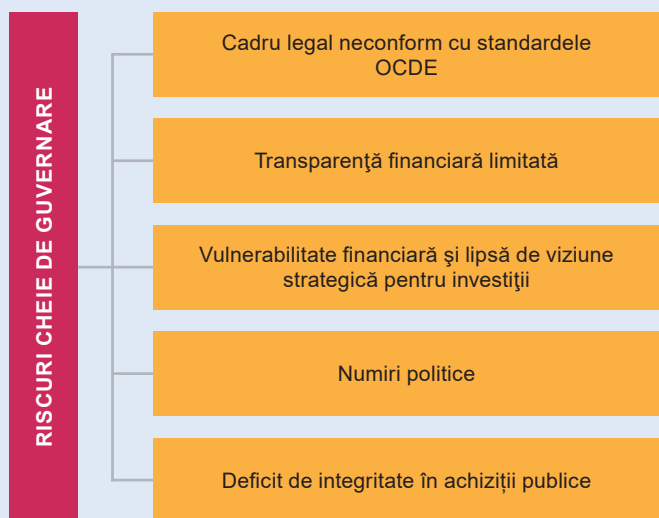 RISCURI CHEIE DE GUVERNARE
Cadru legal neconform cu standardele
OCDE
Transparenţă financiară limitată
Vulnerabilitate financiară şi lipsă de viziune
strategică pentru investiţii
Numiri politice
Deficit de integritate în achiziții publice